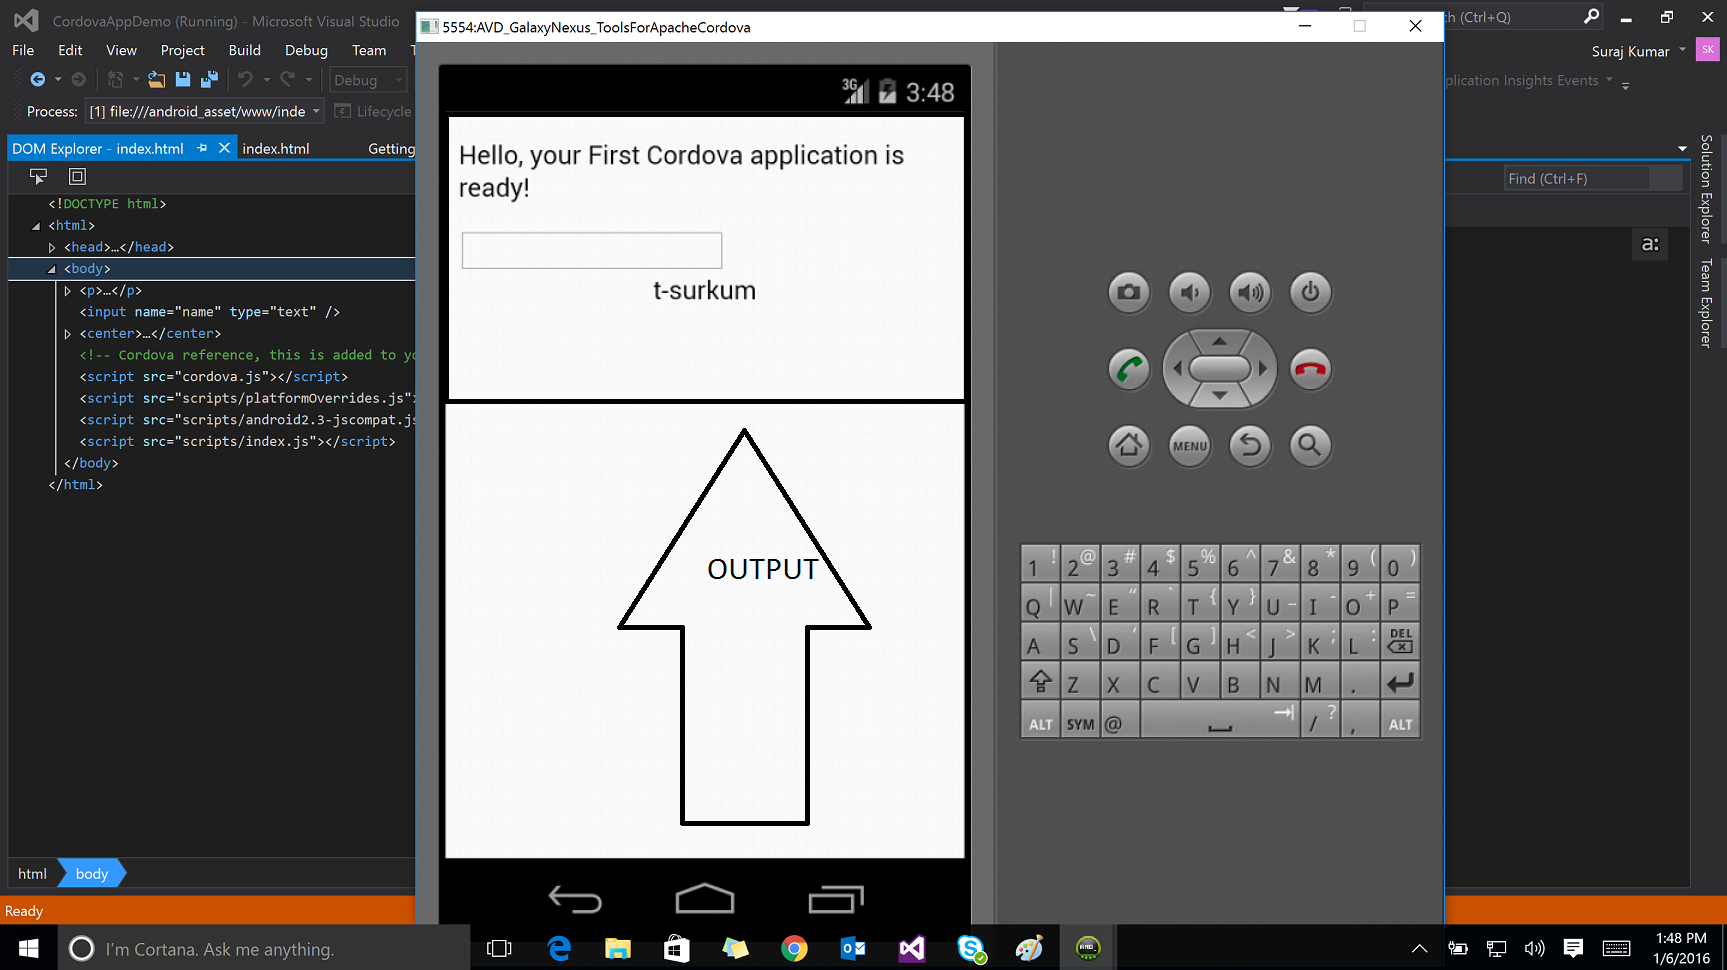 CordovaAppDemo (Running) - Microsoft Visual Studio
File Edit View Project Build Debug Team
Debug
Process: [1] file:///android_asset/www/inde Lifecycle
DOM Explorer - index.html index.html Getting
<!DOCTYPE html>
<html>
<head>…</head>
<body>
<p>…</p>
<input name="name" type="text" />
<center>…</center>
<!-- Cordova reference, this is added to yo
<script src="cordova.js"></script>
<script src="scripts/platformOverrides.js">
<script src="scripts/android2.3-jscompat.js
<script src="scripts/index.js"></script>
</body>
</html>
html body
Ready
5554:AVD_GalaxyNexus_ToolsForApacheCordova
3G 3:48
Hello, your First Cordova application is
ready!
t-surkum
OUTPUT
MENU
1 ! 2 @ 3 # 4 $ 5 % 6 ^ 7 & 8 * 9 ( 0 )
Q | W ~ E " R ` T { Y } U _ I - O + P =
A S \ D ' F [ G ] H < J > K ; L : DEL
Z X C V B N M .
ALT SYM @ / ? , ALT
ch (Ctrl+Q)
Suraj Kumar SK
plication Insights Events
Find (Ctrl+F)
a:
Solution Explorer
Team Explorer
I'm Cortana. Ask me anything.
1:48 PM
1/6/2016